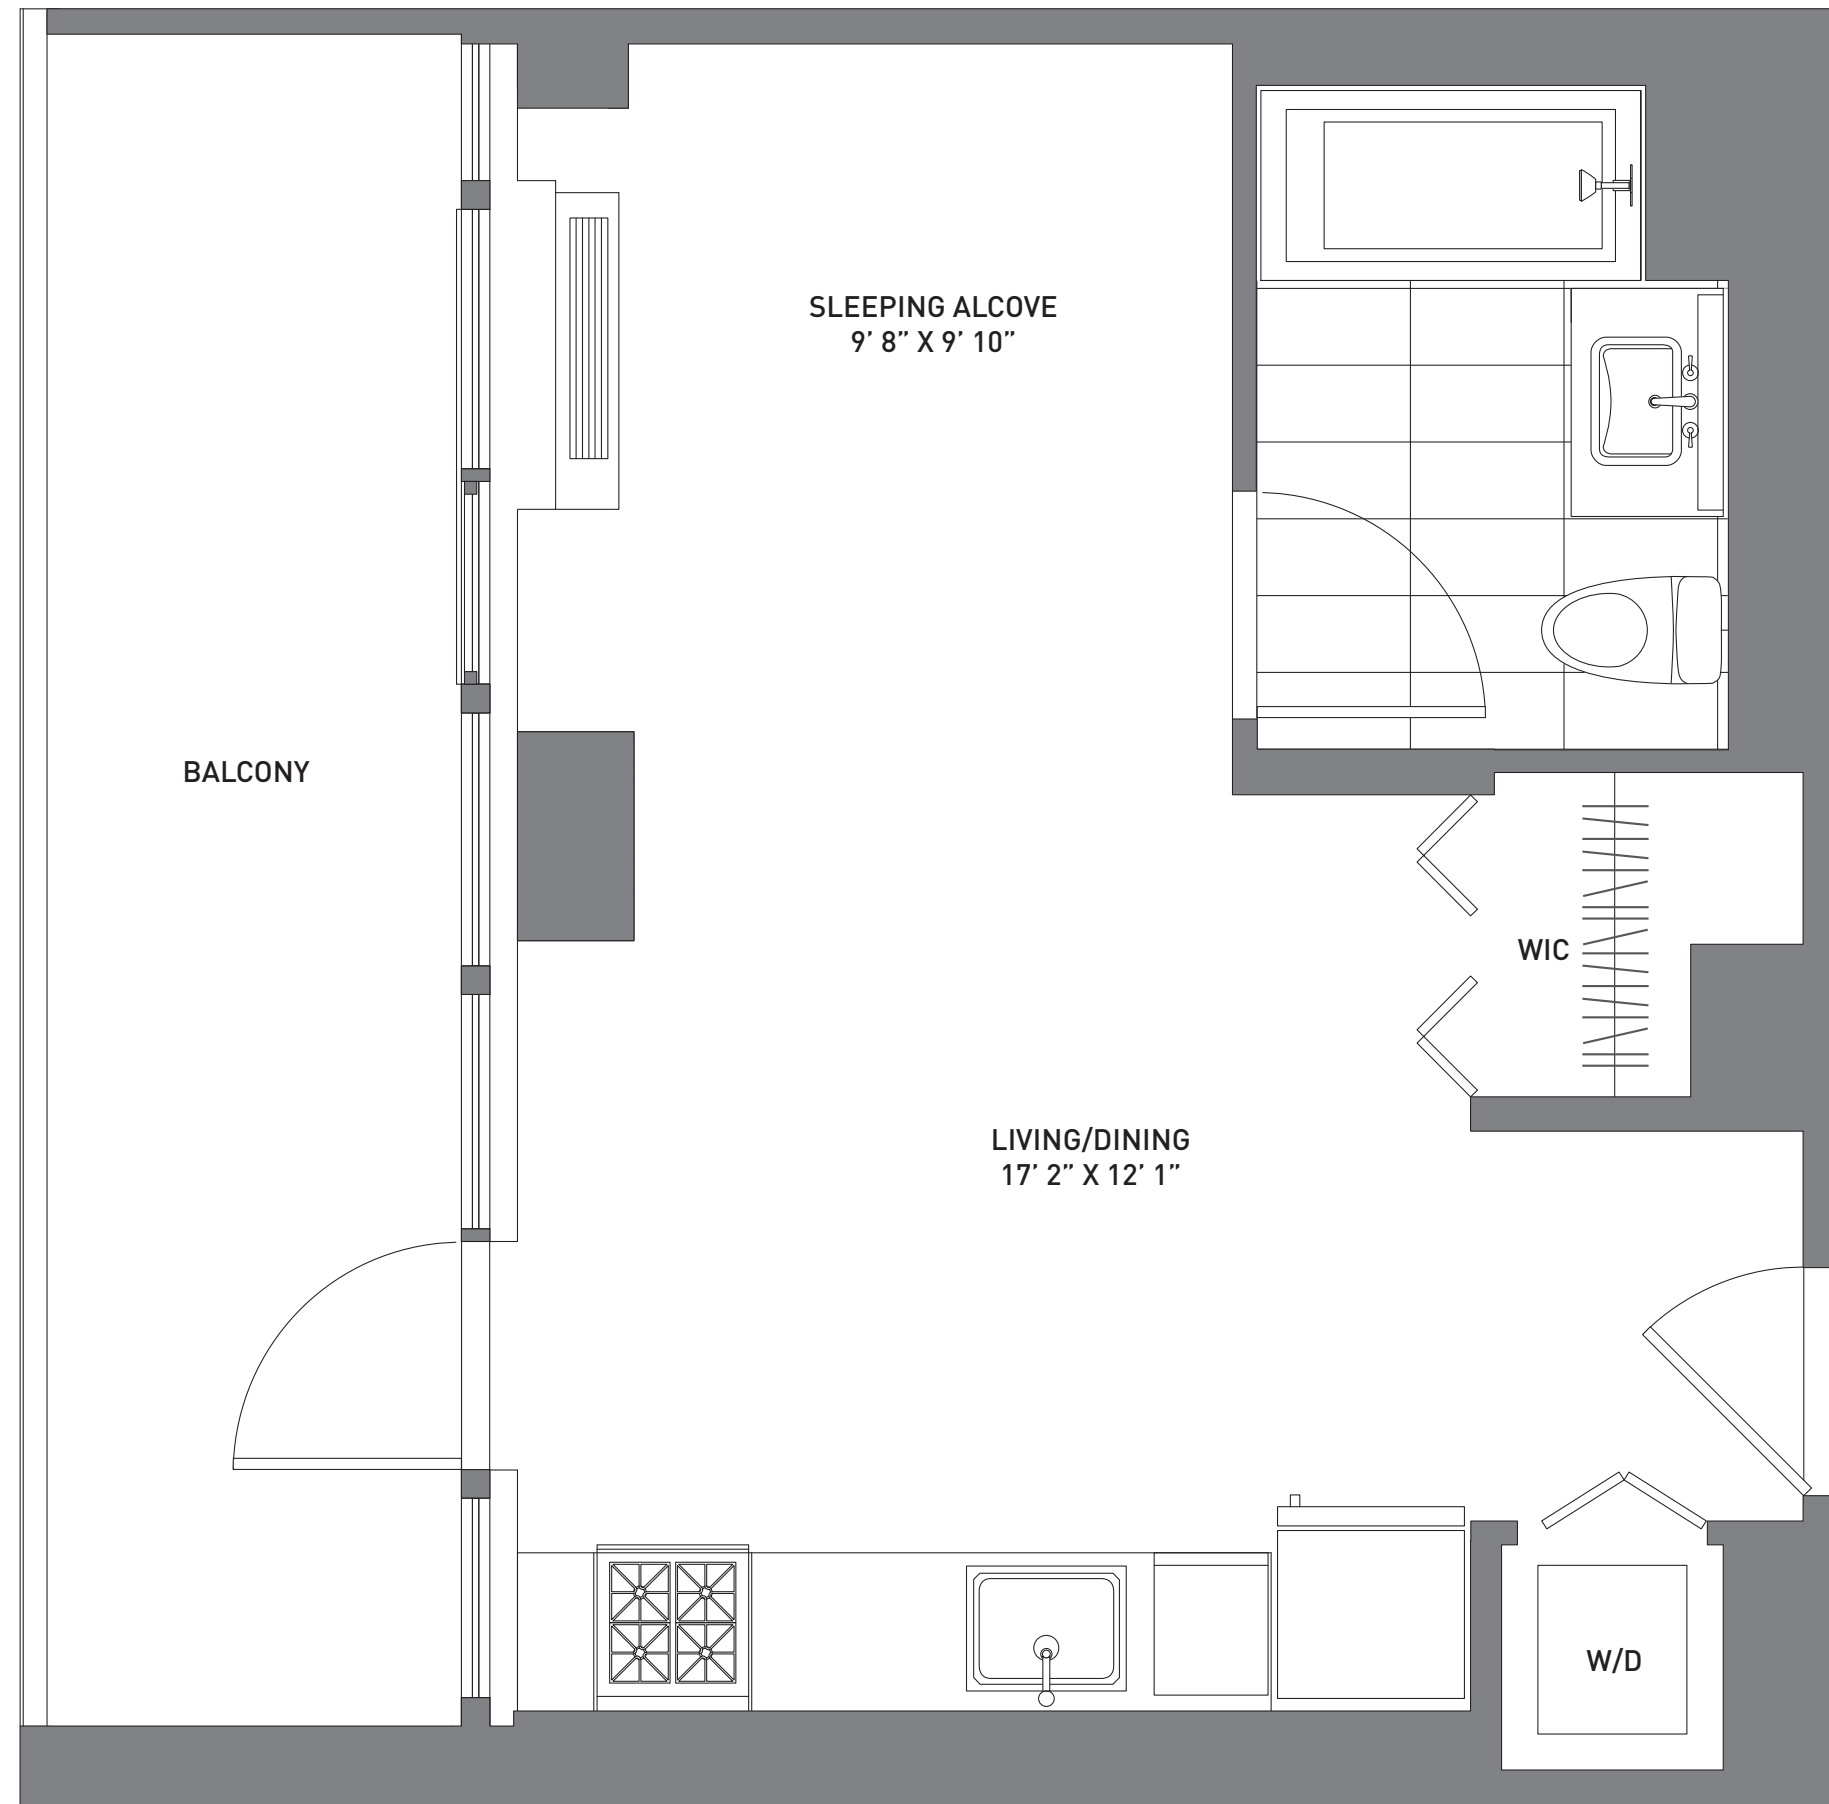 SLEEPING ALCOVE
9’ 8” X 9’ 10”
BALCONY
WIC
LIVING/DINING
17’ 2” X 12’ 1”
W/D